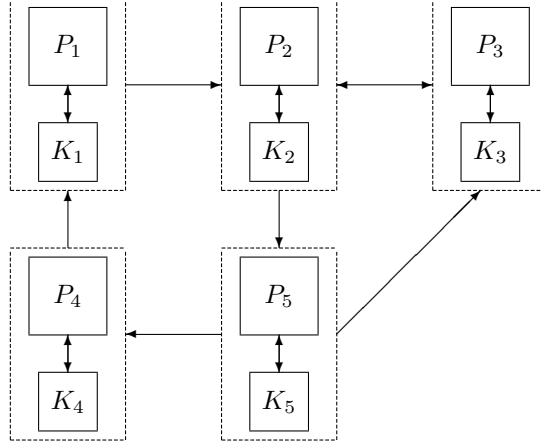 P₁ P₂ P₃
K₁ K₂ K₃
P₄ P₅
K₄ K₅